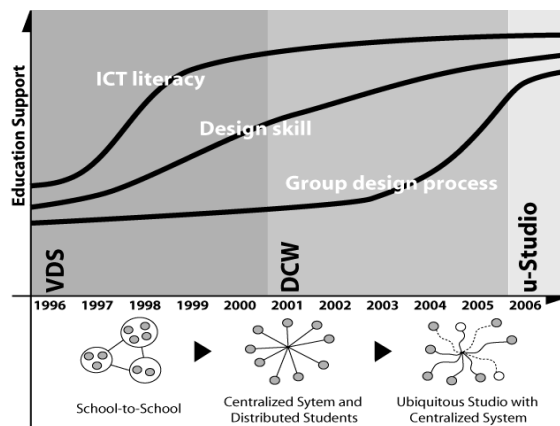 Education Support
ICT literacy
Design skill
Group design process
VDS
DCW
u-Studio
1996 1997 1998 1999 2000 2001 2002 2003 2004 2005 2006
School-to-School
Centralized Sytem and
Distributed Students
Ubiquitous Studio with
Centralized System